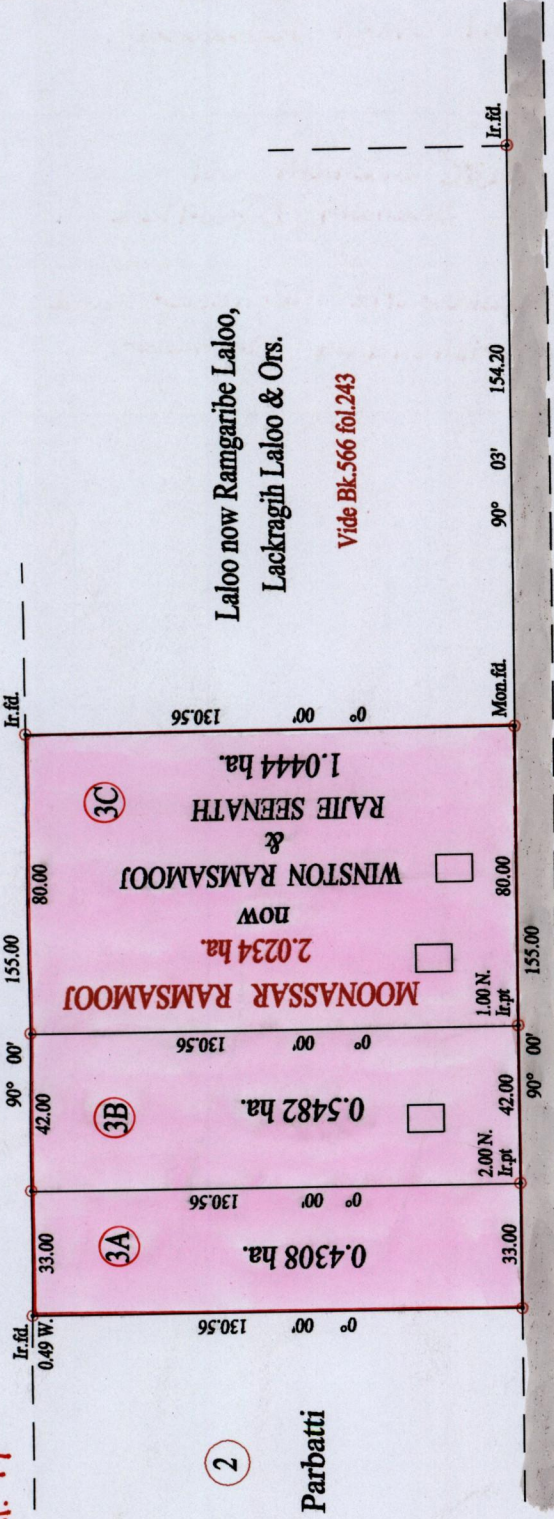 Ir.fd.
0.49 W.
90° 00' 155.00
Ir.fd.
33.00
42.00
80.00
2
Parbatti
3A
3B
3C
0° 00' 130.56
0° 00' 130.56
0° 00' 130.56
0° 00' 130.56
0.4308 ha.
0.5482 ha.
MOONASSAR RAMSAMOOJ
2.0234 ha.
now
WINSTON RAMSAMOOJ
&
RAJIE SEENATH
1.0444 ha.
Laloo now Ramgaribe Laloo,
Lackragih Laloo & Ors.
Vide Bk.566 fol.243
2.00 N.
Ir.pt
1.00 N.
Ir.pt
33.00
42.00
80.00
Mon.fd.
90° 03' 154.20
Ir.fd.
90° 00' 155.00